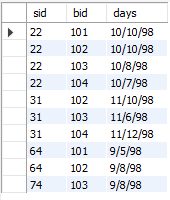 sid bid days
22 101 10/10/98
22 102 10/10/98
22 103 10/8/98
22 104 10/7/98
31 102 11/10/98
31 103 11/6/98
31 104 11/12/98
64 101 9/5/98
64 102 9/8/98
74 103 9/8/98